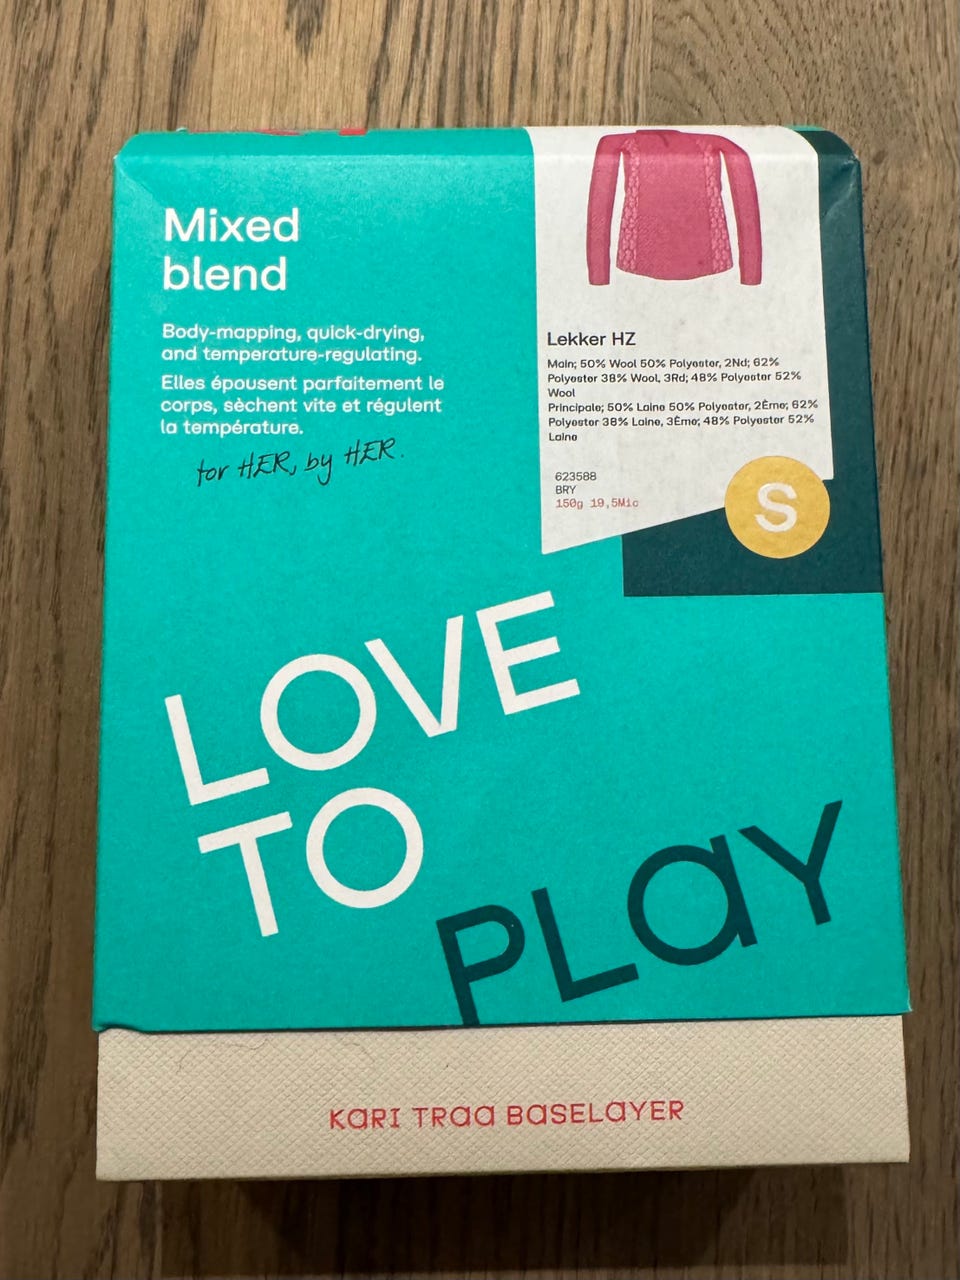 Mixed
blend
Body-mapping, quick-drying,
and temperature-regulating.
Elles épousent parfaitement le
corps, sèchent vite et régulent
la température.
for HER, by HER.
Lekker HZ
Main; 50% Wool 50% Polyester, 2Nd; 62%
Polyester 38% Wool, 3Rd; 48% Polyester 52%
Wool
Principale; 50% Laine 50% Polyester, 2Ème; 62%
Polyester 38% Laine, 3Ème; 48% Polyester 52%
Laine
623588
BRY
150g 19,5Mic
S
LOVE
TO
PLAY
KARI TRAA BASELAYER